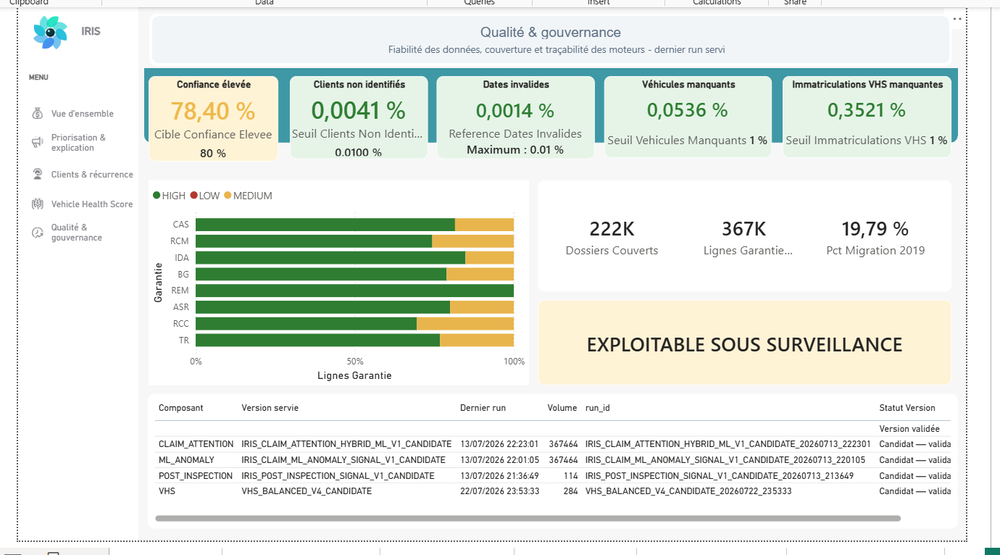 Clipboard
Data
Queries
Insert
Calculations
Share
IRIS
MENU
Vue d'ensemble
Priorisation &
explication
Clients & récurrence
Vehicle Health Score
Qualité &
gouvernance
Qualité & gouvernance
Fiabilité des données, couverture et traçabilité des moteurs - dernier run servi
Confiance élevée
78,40 %
Cible Confiance Elevee
80 %
Clients non identifiés
0,0041 %
Seuil Clients Non Identi...
0.0100 %
Dates invalides
0,0014 %
Reference Dates Invalides
Maximum : 0.01 %
Véhicules manquants
0,0536 %
Seuil Vehicules Manquants 1 %
Immatriculations VHS manquantes
0,3521 %
Seuil Immatriculations VHS 1 %
HIGH LOW MEDIUM
Garantie
CAS
RCM
IDA
BG
REM
ASR
RCC
TR
0% 50% 100%
Lignes Garantie
222K
Dossiers Couverts
367K
Lignes Garantie...
19,79 %
Pct Migration 2019
EXPLOITABLE SOUS SURVEILLANCE
Composant Version servie Dernier run Volume run_id Statut Version
Version validée
CLAIM_ATTENTION IRIS_CLAIM_ATTENTION_HYBRID_ML_V1_CANDIDATE 13/07/2026 22:23:01 367464 IRIS_CLAIM_ATTENTION_HYBRID_ML_V1_CANDIDATE_20260713_222301 Candidat — valida
ML_ANOMALY IRIS_CLAIM_ML_ANOMALY_SIGNAL_V1_CANDIDATE 13/07/2026 22:01:05 367464 IRIS_CLAIM_ML_ANOMALY_SIGNAL_V1_CANDIDATE_20260713_220105 Candidat — valida
POST_INSPECTION IRIS_POST_INSPECTION_SIGNAL_V1_CANDIDATE 13/07/2026 21:36:49 114 IRIS_POST_INSPECTION_SIGNAL_V1_CANDIDATE_20260713_213649 Candidat — valida
VHS VHS_BALANCED_V4_CANDIDATE 22/07/2026 23:53:33 284 VHS_BALANCED_V4_CANDIDATE_20260722_235333 Candidat — valida